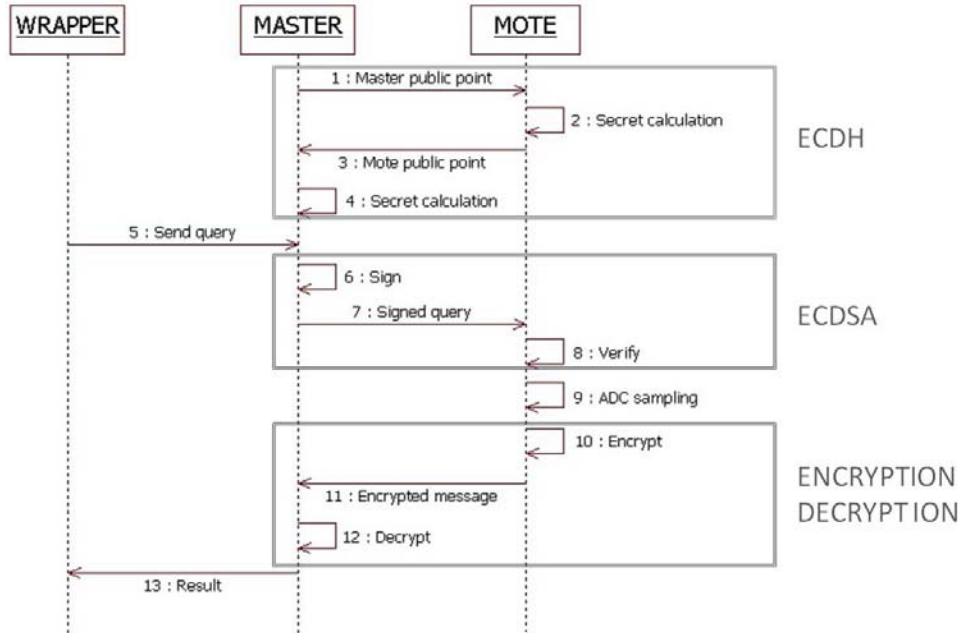 WRAPPER
MASTER
MOTE
1 : Master public point
2 : Secret calculation
ECDH
3 : Mote public point
4 : Secret calculation
5 : Send query
6 : Sign
7 : Signed query
ECDSA
8 : Verify
9 : ADC sampling
10 : Encrypt
ENCRYPTION
11 : Encrypted message
DECRYPTION
12 : Decrypt
13 : Result